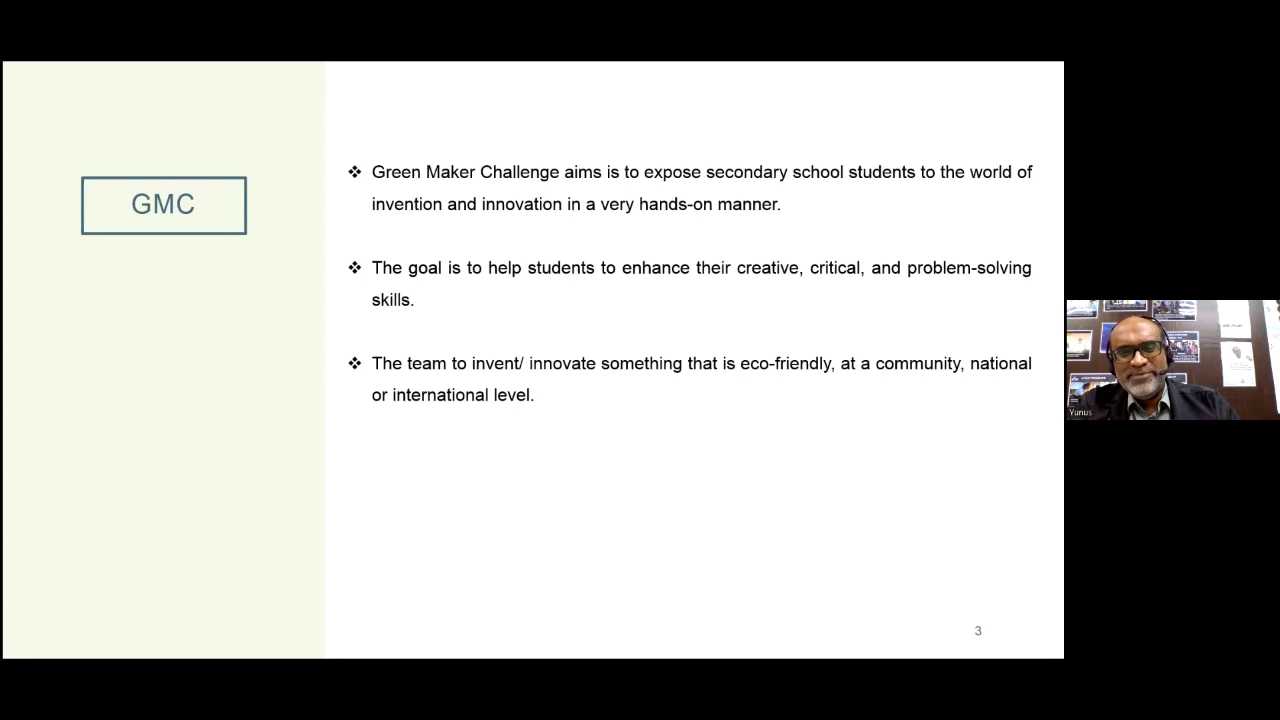 GMC
❖ Green Maker Challenge aims is to expose secondary school students to the world of
invention and innovation in a very hands-on manner.
❖ The goal is to help students to enhance their creative, critical, and problem-solving
skills.
❖ The team to invent/ innovate something that is eco-friendly, at a community, national
or international level.
3
Yunus